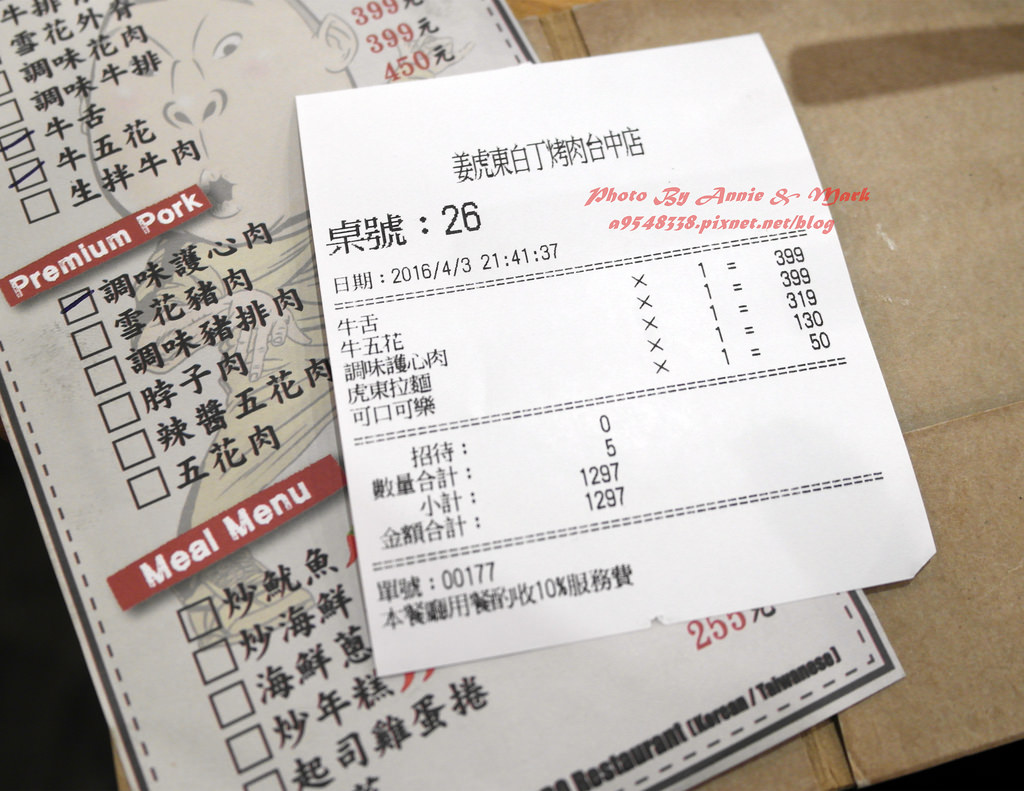 牛排
雪花外脊
調味花肉
調味牛排
牛舌
牛五花
生拌牛肉
399元
399元
450元
Premium Pork
調味護心肉
雪花豬肉
調味豬排肉
脖子肉
辣醬五花肉
五花肉
Meal Menu
炒魷魚
炒海鮮
海鮮蔥
炒年糕
起司雞蛋捲
255元
Restaurant [Korean / Taiwanese]
姜虎東白丁烤肉台中店
Photo By Annie & Mark
a9548338.pixnet.net/blog
桌號：26
日期：2016/4/3 21:41:37
牛舌 × 1 = 399
牛五花 × 1 = 399
調味護心肉 × 1 = 319
虎東拉麵 × 1 = 130
可口可樂 × 1 = 50
招待： 0
數量合計： 5
小計： 1297
金額合計： 1297
單號：00177
本餐廳用餐酌收10%服務費